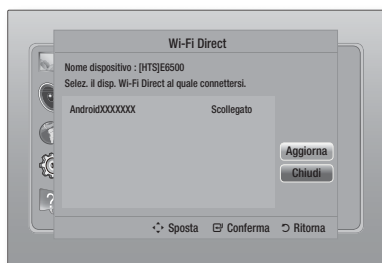 Wi-Fi Direct
Nome dispositivo : [HTS]E6500
Selez. il disp. Wi-Fi Direct al quale connettersi.
AndroidXXXXXXX Scollegato
Aggiorna
Chiudi
Sposta Conferma Ritorna